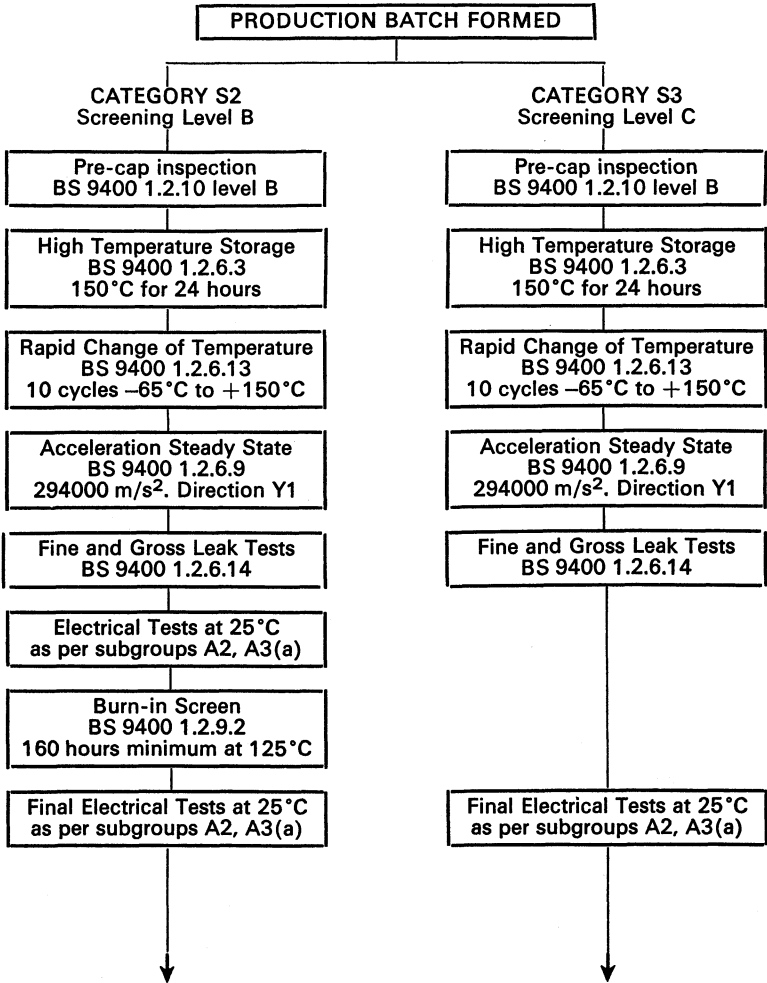 PRODUCTION BATCH FORMED
CATEGORY S2
Screening Level B
Pre-cap inspection
BS 9400 1.2.10 level B
High Temperature Storage
BS 9400 1.2.6.3
150°C for 24 hours
Rapid Change of Temperature
BS 9400 1.2.6.13
10 cycles –65°C to +150°C
Acceleration Steady State
BS 9400 1.2.6.9
294000 m/s². Direction Y1
Fine and Gross Leak Tests
BS 9400 1.2.6.14
Electrical Tests at 25°C
as per subgroups A2, A3(a)
Burn-in Screen
BS 9400 1.2.9.2
160 hours minimum at 125°C
Final Electrical Tests at 25°C
as per subgroups A2, A3(a)
CATEGORY S3
Screening Level C
Pre-cap inspection
BS 9400 1.2.10 level B
High Temperature Storage
BS 9400 1.2.6.3
150°C for 24 hours
Rapid Change of Temperature
BS 9400 1.2.6.13
10 cycles –65°C to +150°C
Acceleration Steady State
BS 9400 1.2.6.9
294000 m/s². Direction Y1
Fine and Gross Leak Tests
BS 9400 1.2.6.14
Final Electrical Tests at 25°C
as per subgroups A2, A3(a)